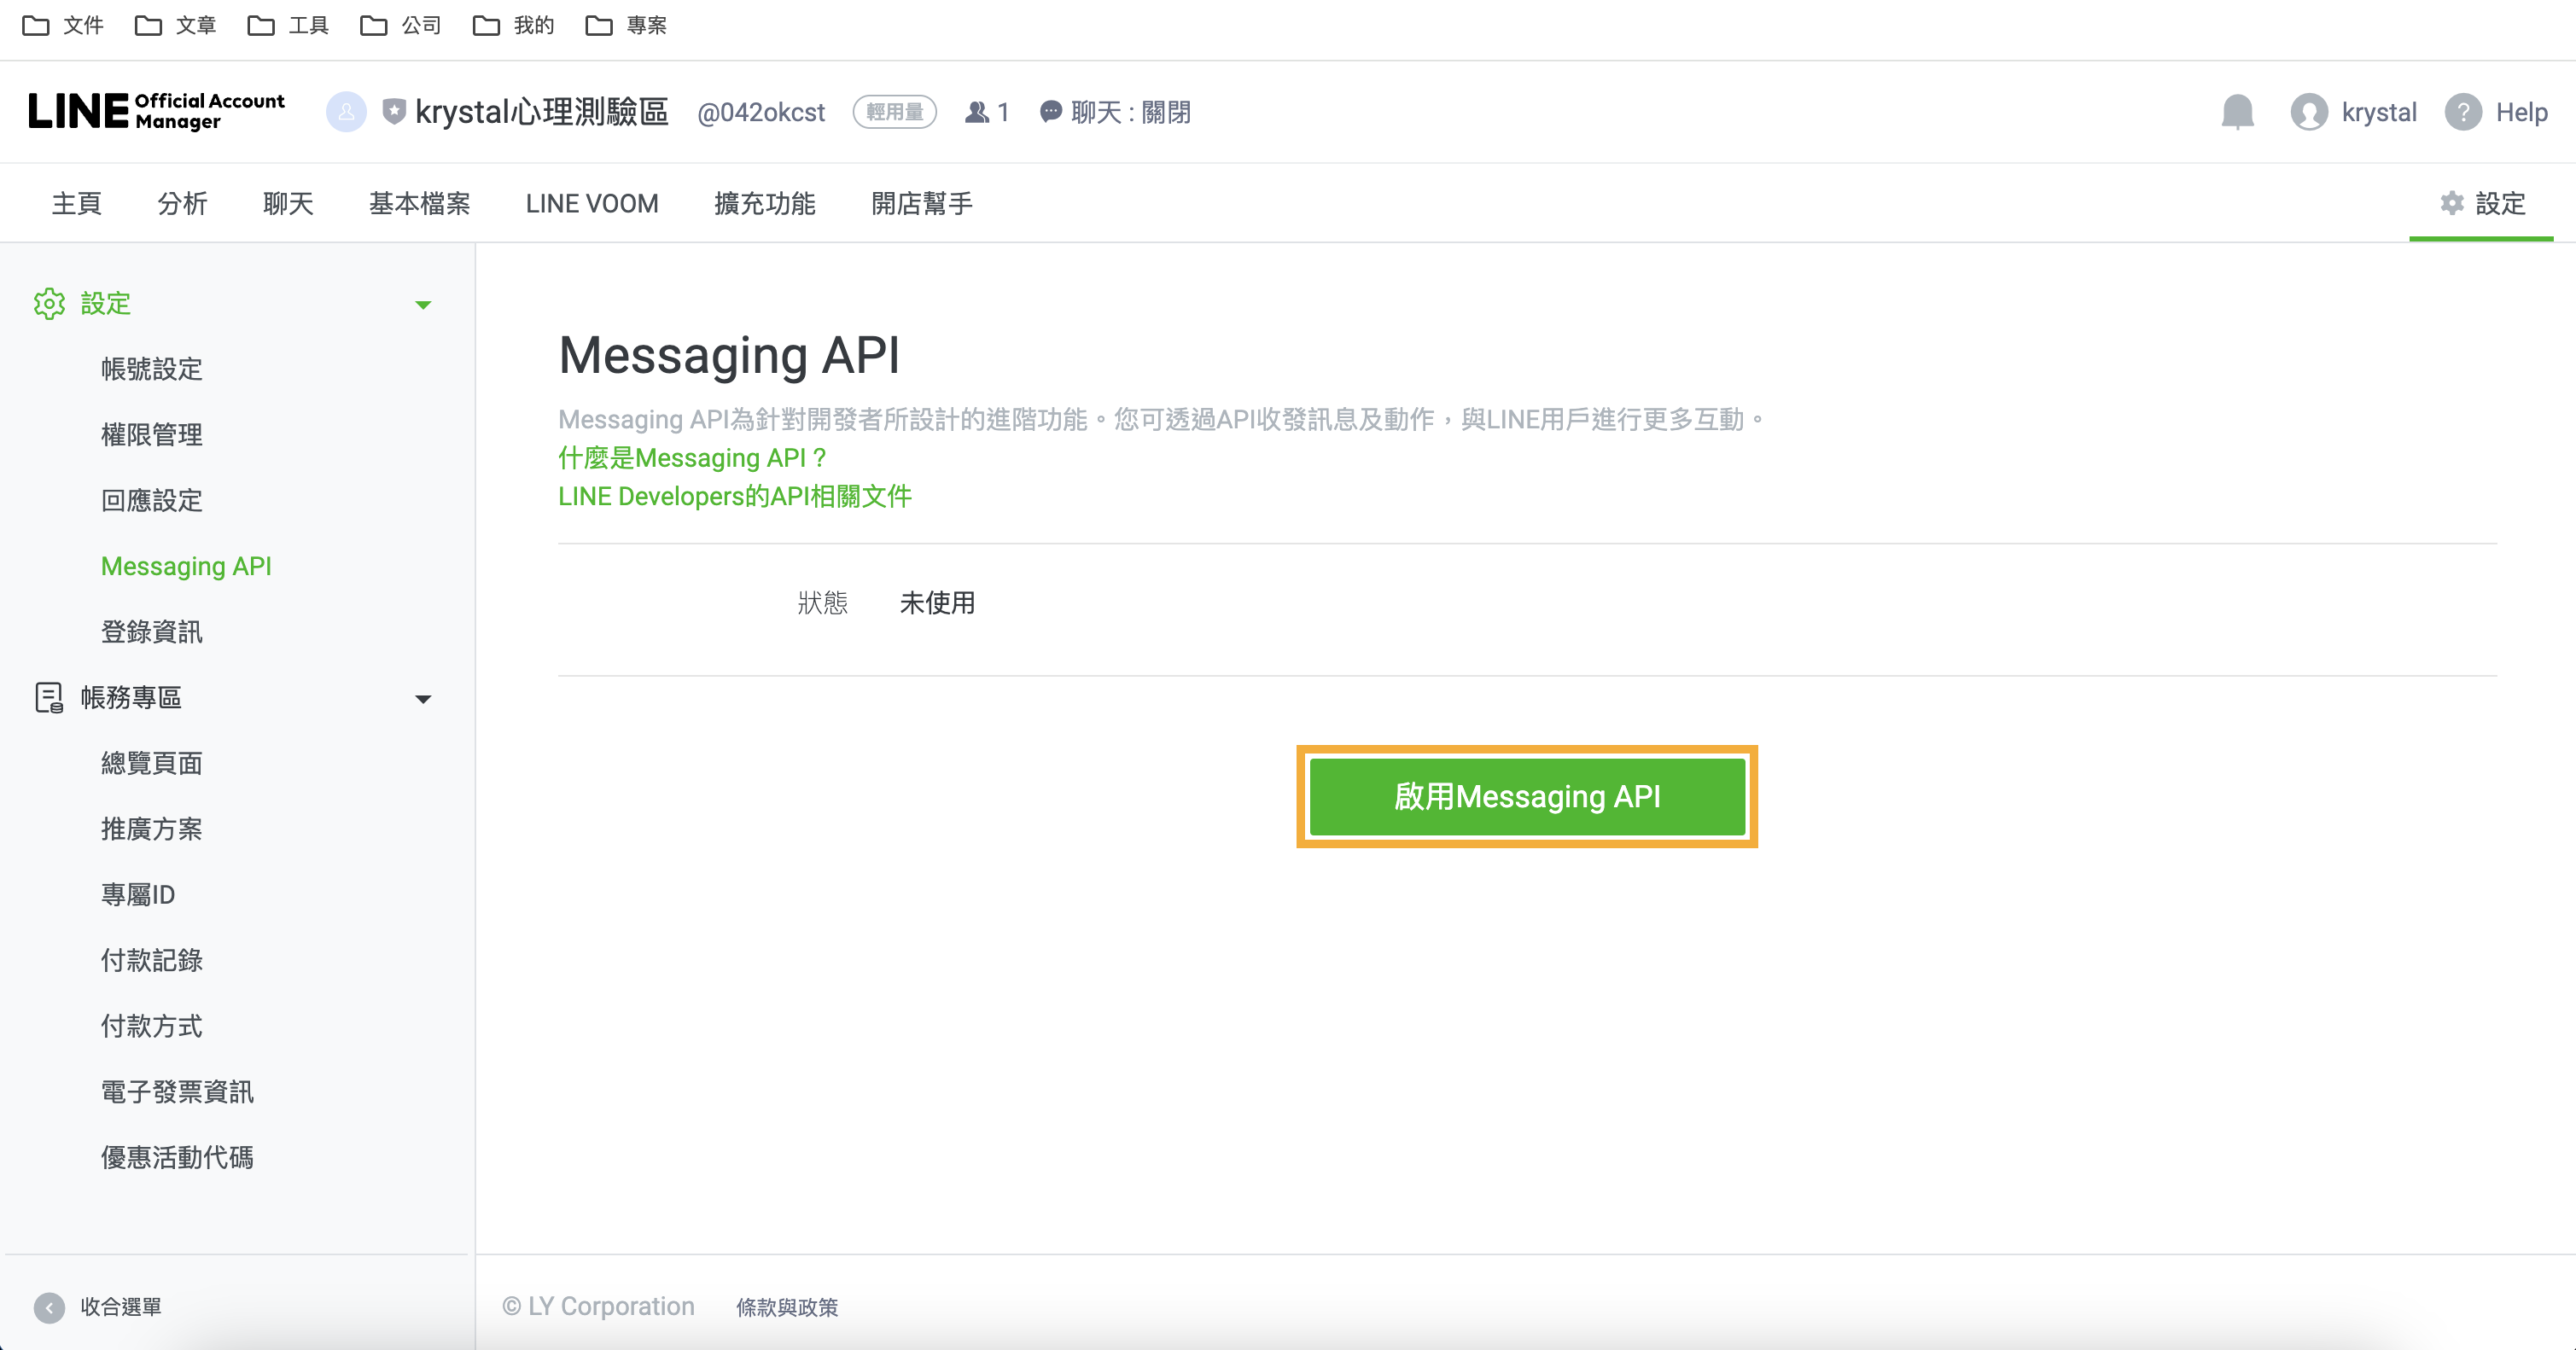 文件 文章 工具 公司 我的 專案
LINE Official Account Manager krystal心理測驗區 @042okcst 輕用量 1 聊天 : 關閉 krystal ? Help
主頁 分析 聊天 基本檔案 LINE VOOM 擴充功能 開店幫手 設定
設定
帳號設定
權限管理
回應設定
Messaging API
登錄資訊
帳務專區
總覽頁面
推廣方案
專屬ID
付款記錄
付款方式
電子發票資訊
優惠活動代碼
收合選單
Messaging API
Messaging API為針對開發者所設計的進階功能。您可透過API收發訊息及動作，與LINE用戶進行更多互動。
什麼是Messaging API？
LINE Developers的API相關文件
狀態 未使用
啟用Messaging API
© LY Corporation 條款與政策